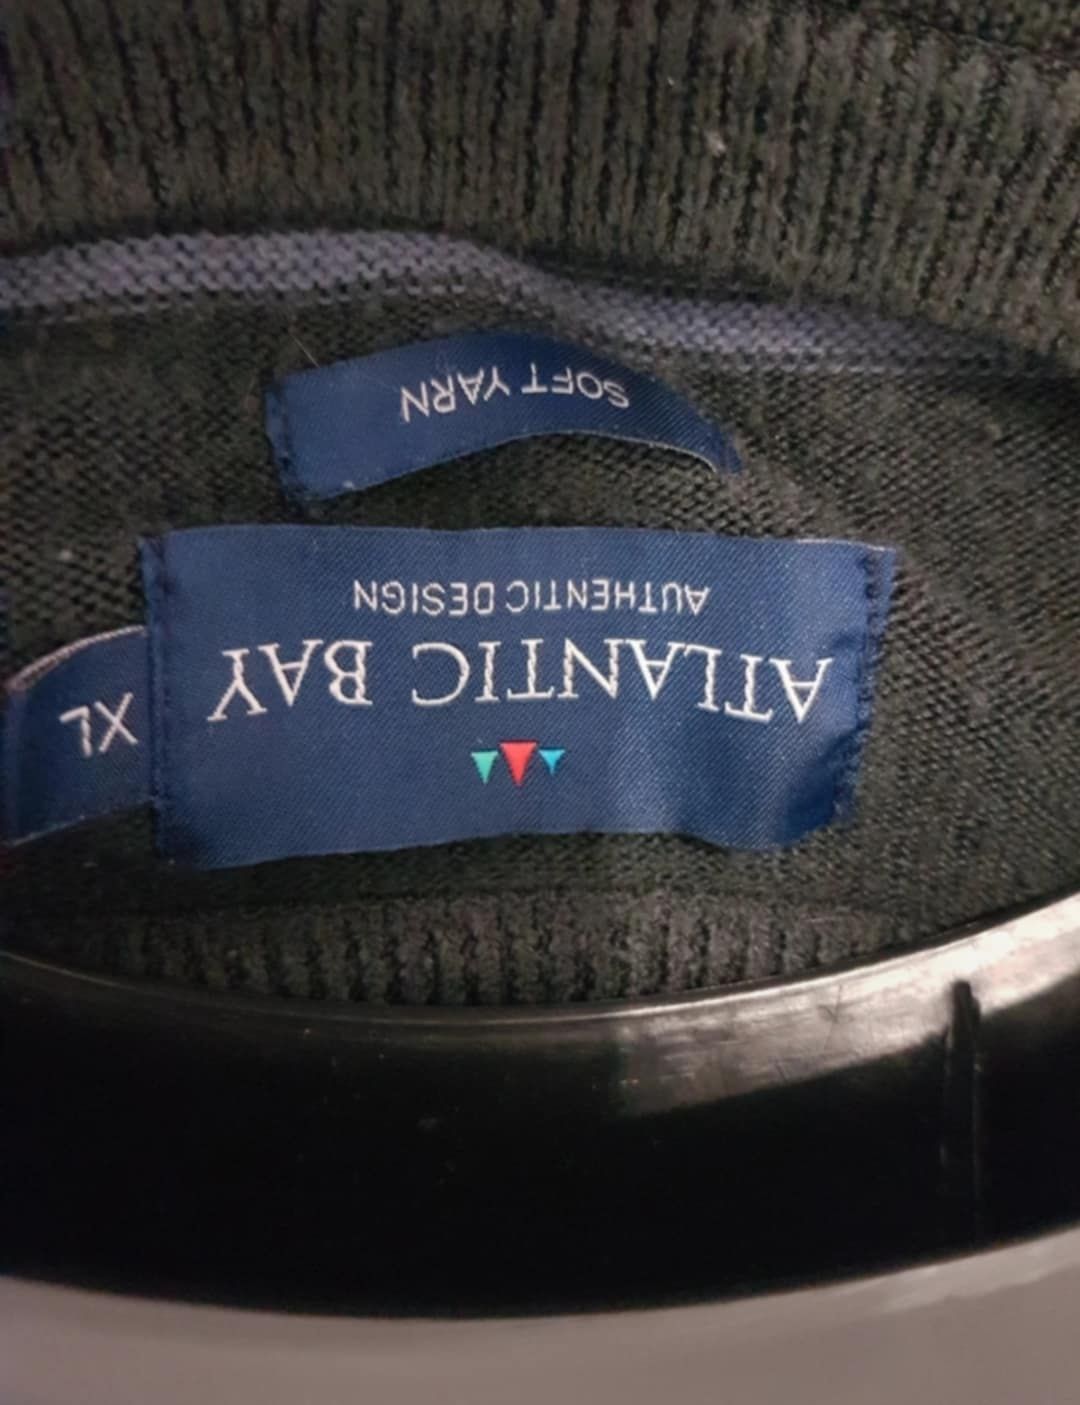 XL
ATLANTIC BAY
AUTHENTIC DESIGN
SOFT YARN